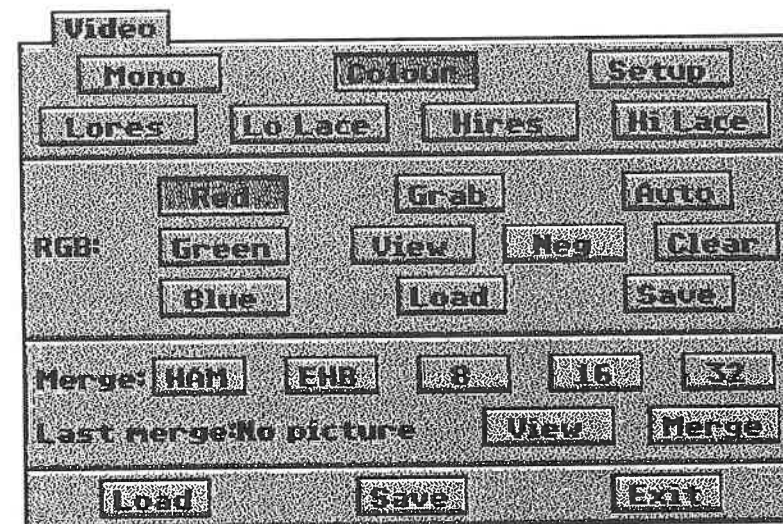 Video
Mono Colour Setup
Lores Lo Lace Hires Hi Lace
Red Grab Auto
RGB: Green View Neg Clear
Blue Load Save
Merge: HAM EHB 8 16 32
Last merge:No picture View Merge
Load Save Exit